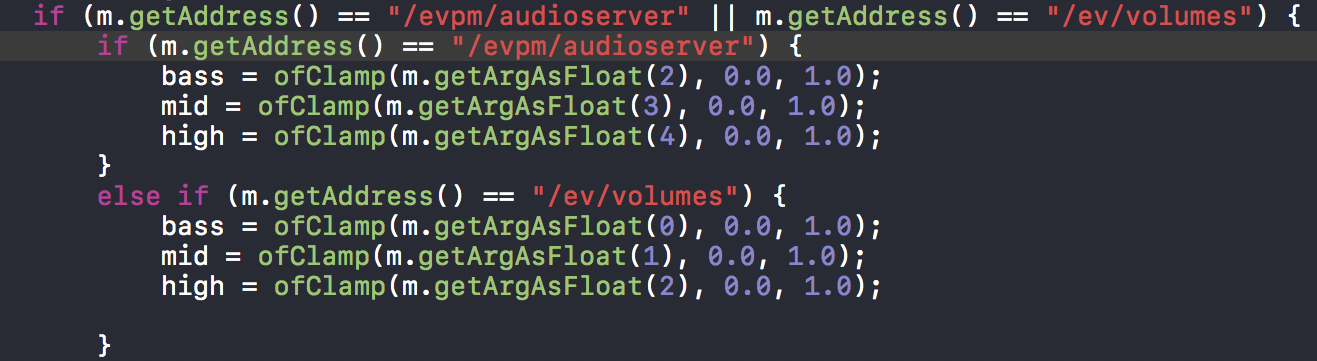 if (m.getAddress() == "/evpm/audioserver" || m.getAddress() == "/ev/volumes") {
    if (m.getAddress() == "/evpm/audioserver") {
        bass = ofClamp(m.getArgAsFloat(2), 0.0, 1.0);
        mid = ofClamp(m.getArgAsFloat(3), 0.0, 1.0);
        high = ofClamp(m.getArgAsFloat(4), 0.0, 1.0);
    }
    else if (m.getAddress() == "/ev/volumes") {
        bass = ofClamp(m.getArgAsFloat(0), 0.0, 1.0);
        mid = ofClamp(m.getArgAsFloat(1), 0.0, 1.0);
        high = ofClamp(m.getArgAsFloat(2), 0.0, 1.0);
    }